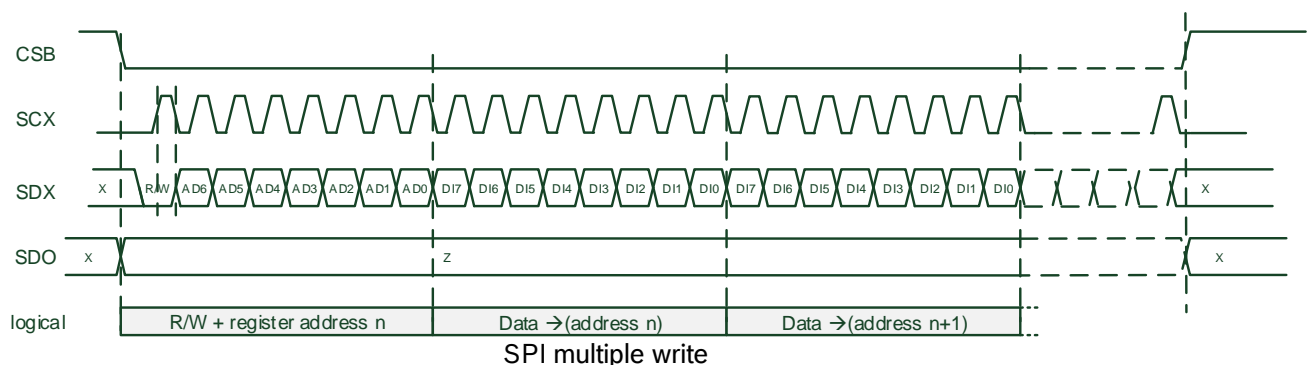 CSB
SCX
SDX X R/W AD6 AD5 AD4 AD3 AD2 AD1 AD0 DI7 DI6 DI5 DI4 DI3 DI2 DI1 DI0 DI7 DI6 DI5 DI4 DI3 DI2 DI1 DI0 X
SDO X Z X
logical R/W + register address n Data →(address n) Data →(address n+1)
SPI multiple write